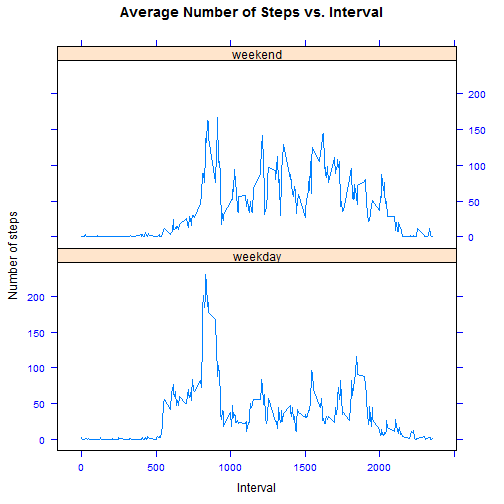 Average Number of Steps vs. Interval
weekend
200
150
100
50
0
weekday
200
150
100
50
0
Number of steps
0 500 1000 1500 2000
Interval